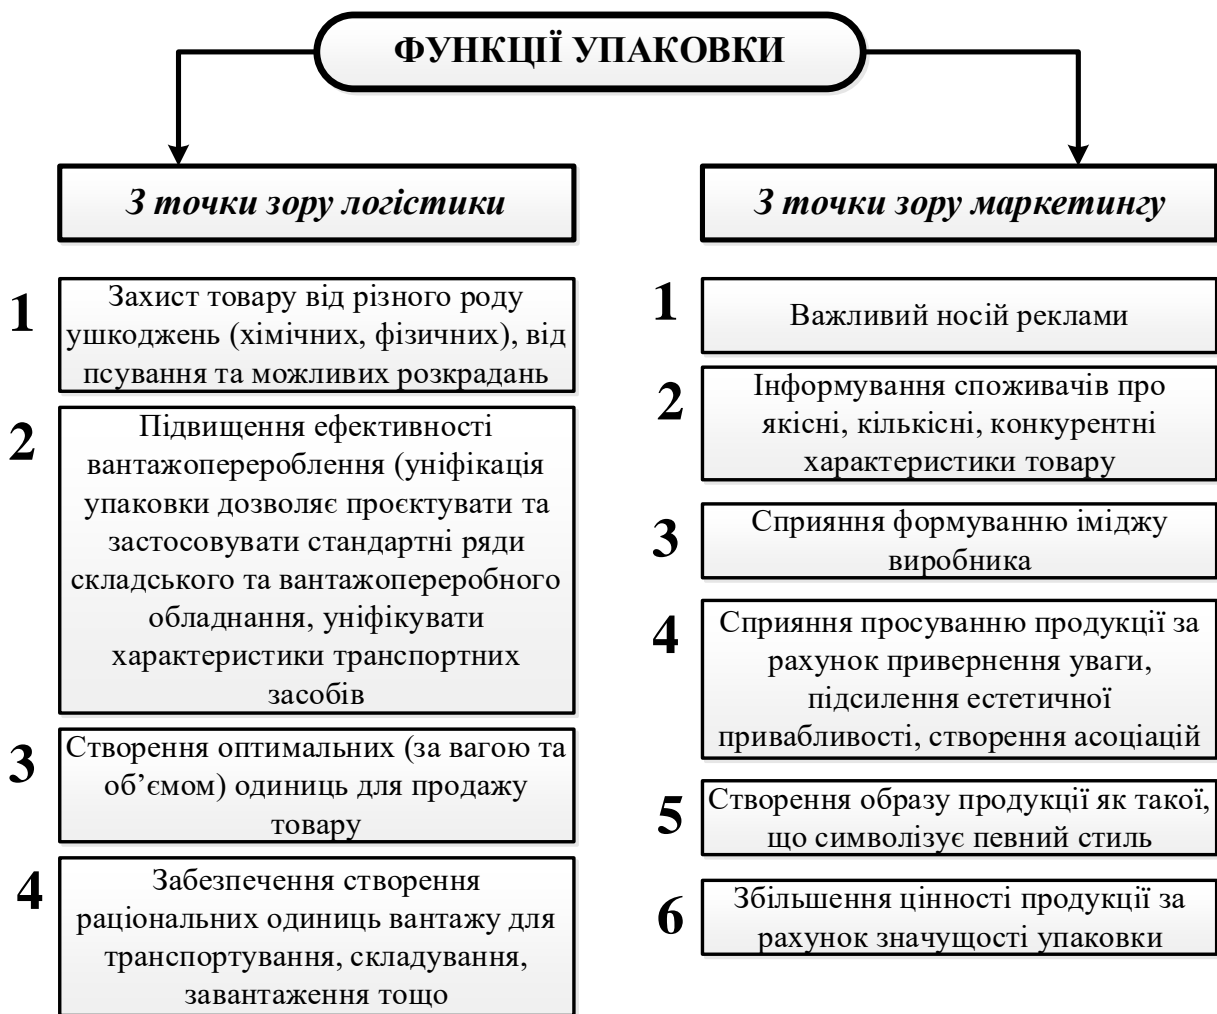 ФУНКЦІЇ УПАКОВКИ
З точки зору логістики
1
Захист товару від різного роду
ушкоджень (хімічних, фізичних), від
псування та можливих розкрадань
2
Підвищення ефективності
вантажоперероблення (уніфікація
упаковки дозволяє проєктувати та
застосовувати стандартні ряди
складського та вантажопереробного
обладнання, уніфікувати
характеристики транспортних
засобів
3
Створення оптимальних (за вагою та
об’ємом) одиниць для продажу
товару
4
Забезпечення створення
раціональних одиниць вантажу для
транспортування, складування,
завантаження тощо
З точки зору маркетингу
1
Важливий носій реклами
2
Інформування споживачів про
якісні, кількісні, конкурентні
характеристики товару
3
Сприяння формуванню іміджу
виробника
4
Сприяння просуванню продукції за
рахунок привернення уваги,
підсилення естетичної
привабливості, створення асоціацій
5
Створення образу продукції як такої,
що символізує певний стиль
6
Збільшення цінності продукції за
рахунок значущості упаковки